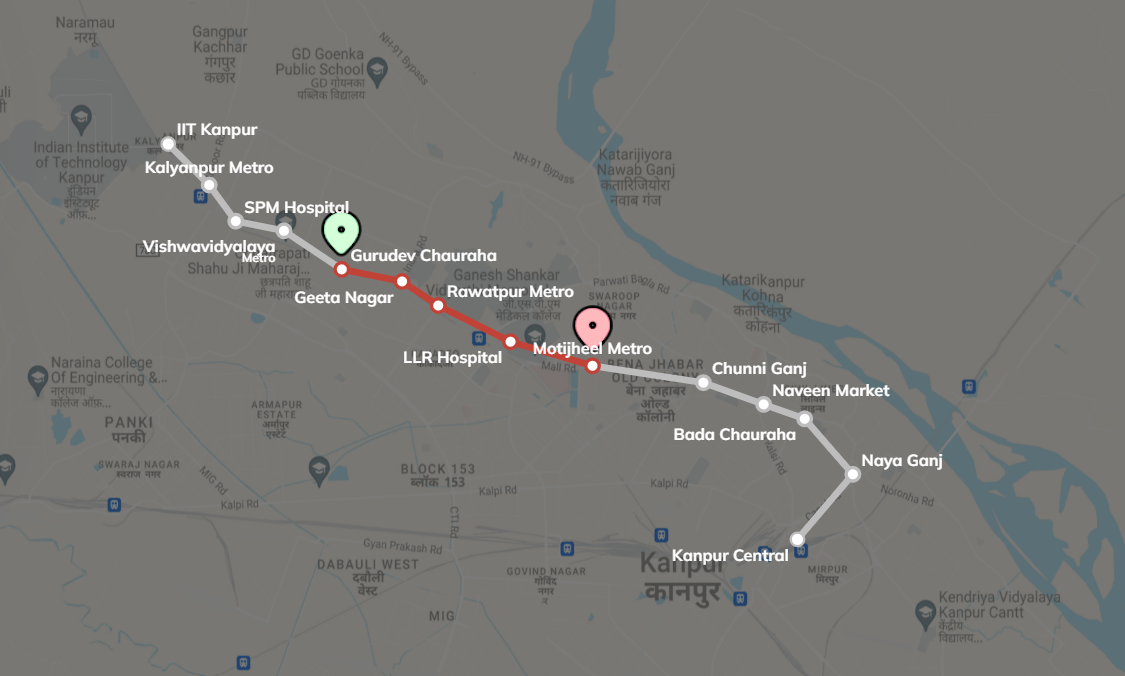 Naramau
नरमू
Gangpur
Kachhar
गंगपुर
कछार
GD Goenka
Public School
GD गोयनका
पब्लिक विद्यालय
NH-91 Bypass
Indian Institute
of Technology
Kanpur
इंडियन
इंस्टिट्यूट
ऑफ़...
IIT Kanpur
Kalyanpur Metro
SPM Hospital
Vishwavidyalaya
Metro
Shahu Ji Maharaj...
छत्रपति शाहू
जी महारा
NH-91 Bypass
Katarijiyora
Nawab Ganj
कतारिजियोरा
नवाब गंज
Gurudev Chauraha
Geeta Nagar
Ganesh Shankar
Rawatpur Metro
जी.एस.वी.एम
मेडिकल कॉलेज
Parwati Bagla Rd
SWAROOP
NAGAR
नगर
Katarikanpur
Kohna
कतारिकंपुर
कोहना
LLR Hospital
Motijheel Metro
Mall Rd
BENA JHABAR
OLD COLONY
बेना जहाबर
ओल्ड
कॉलोनी
Chunni Ganj
Naveen Market
Bada Chauraha
Naya Ganj
Kanpur Central
Naraina College
Of Engineering &...
नारायणा
कॉलेज ऑफ़...
PANKI
पनकी
ARMAPUR
ESTATE
अर्मापुर
एस्टेट
SWARAJ NAGAR
स्वराज नगर
MIG Rd
Kalpi Rd
BLOCK 153
ब्लॉक 153
Kalpi Rd
Kalpi Rd
CTI Rd
Noronha Rd
Gyan Prakash Rd
DABAULI WEST
दबोली
वेस्ट
GOVIND NAGAR
गोविंद
नगर
Kanpur
कानपुर
MIRPUR
मिरपुर
MIG
Kendriya Vidyalaya
Kanpur Cantt
केंद्रीय
विद्यालय...